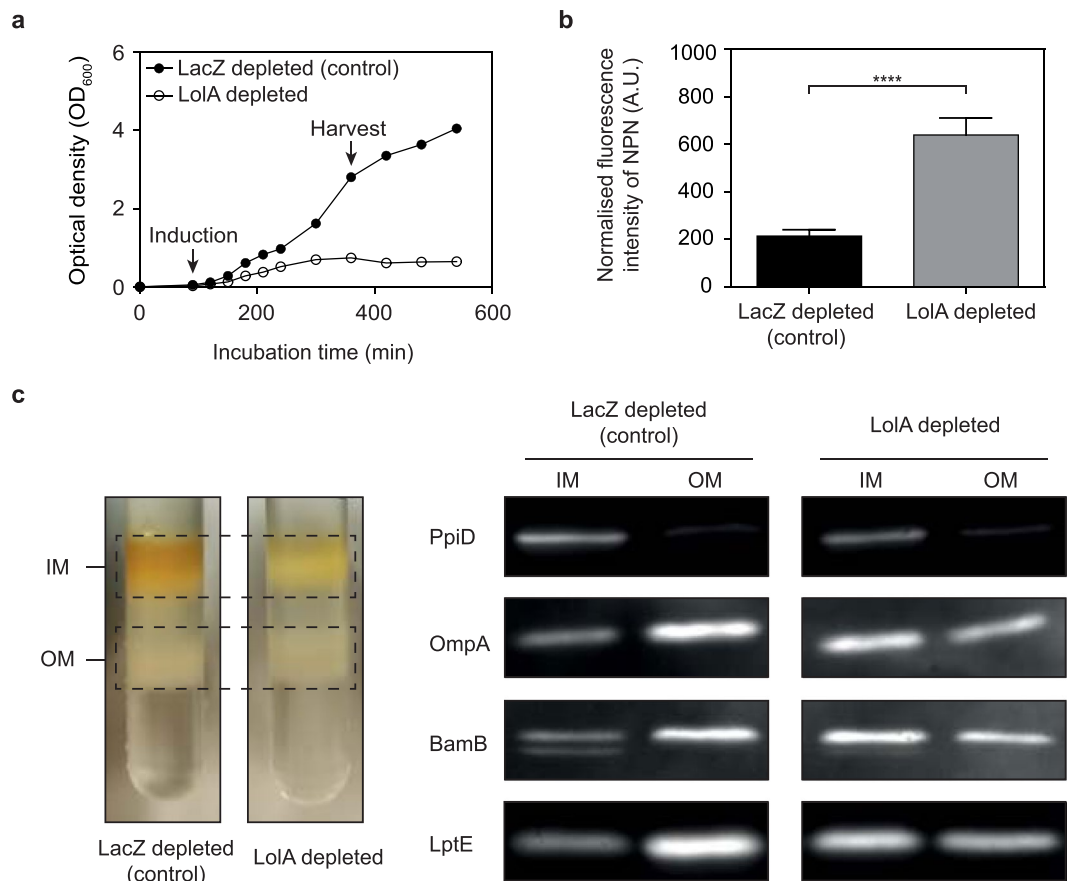 a
6
4
2
0
Optical density (OD600)
LacZ depleted (control)
LolA depleted
Harvest
Induction
0
200
400
600
Incubation time (min)
b
Normalised fluorescence
intensity of NPN (A.U.)
1000
800
600
400
200
0
****
LacZ depleted
(control)
LolA depleted
c
IM
OM
LacZ depleted
(control)
LolA depleted
LacZ depleted
(control)
LolA depleted
IM
OM
IM
OM
PpiD
OmpA
BamB
LptE